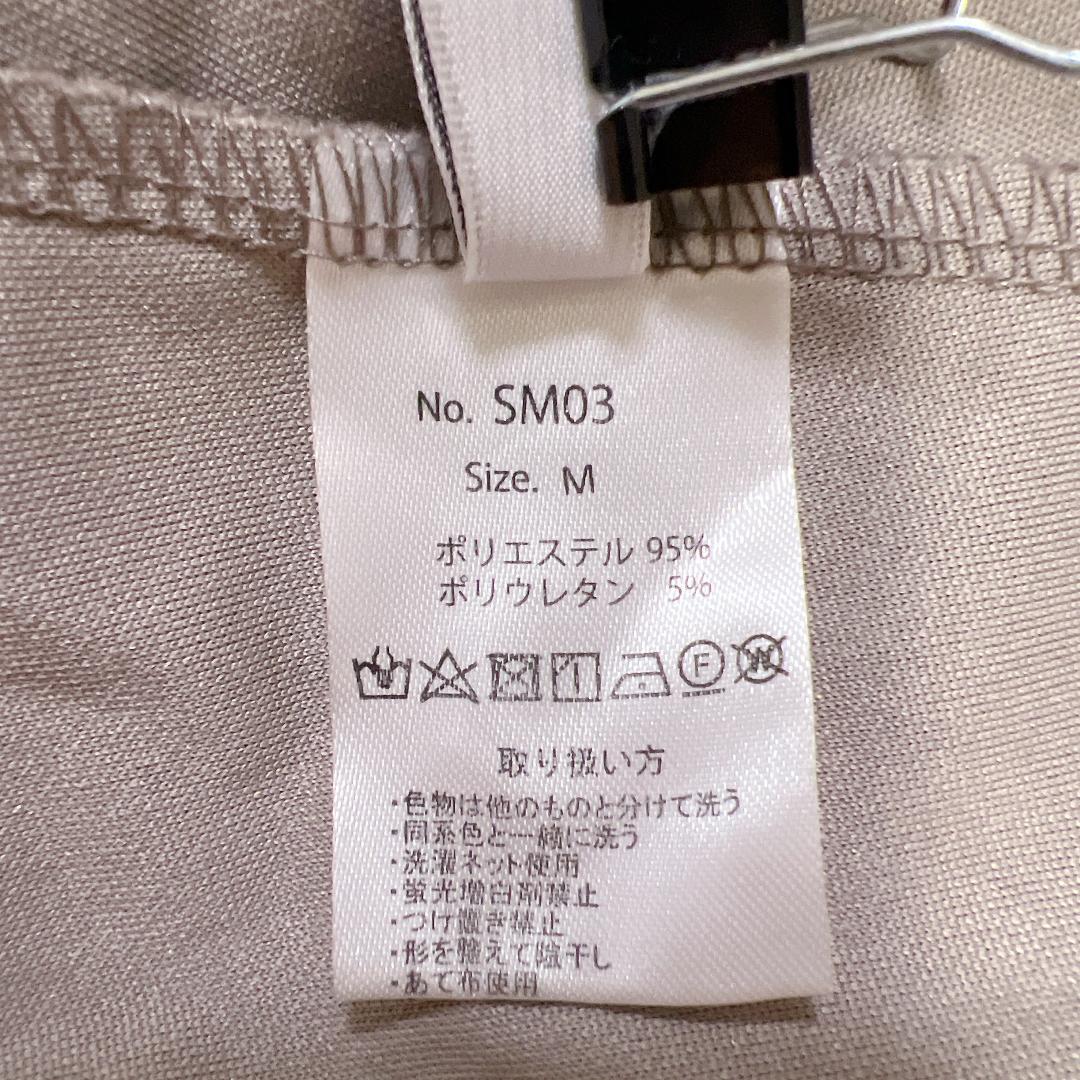 No. SM03
Size. M
ポリエステル 95%
ポリウレタン 5%
F W
取り扱い方
・色物は他のものと分けて洗う
・同系色と一緒に洗う
・洗濯ネット使用
・蛍光増白剤禁止
・つけ置き禁止
・形を整えて陰干し
・あて布使用